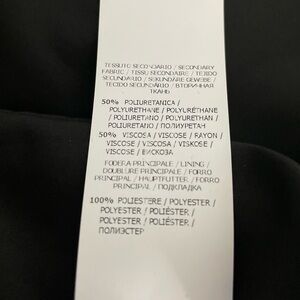 TESSUTO SECONDARIO / SECONDARY
FABRIC / TISSU SECONDAIRE / TEJIDO
SECUNDARIO / SEKUNDÄRE GEWEBE /
TECIDO SECUNDÁRIO / ВТОРИЧНАЯ
ТКАНЬ
50% POLIURETANICA /
POLYURETHANE / POLYURÉTHANE
/ POLIURETANO / POLYURETHAN /
POLIURETANO / ПОЛИУРЕТАН
50% VISCOSA / VISCOSE / RAYON /
VISCOSE / VISCOSA / VISKOSE /
VISCOSE / ВИСКОЗА
FODERA PRINCIPALE / LINING /
DOUBLURE PRINCIPALE / FORRO
PRINCIPAL / HAUPTFUTTER / FORRO
PRINCIPAL / ПОДКЛАДКА
100% POLIESTERE / POLYESTER /
POLYESTER / POLIÉSTER /
POLYESTER / POLIÉSTER /
ПОЛИЭСТЕР